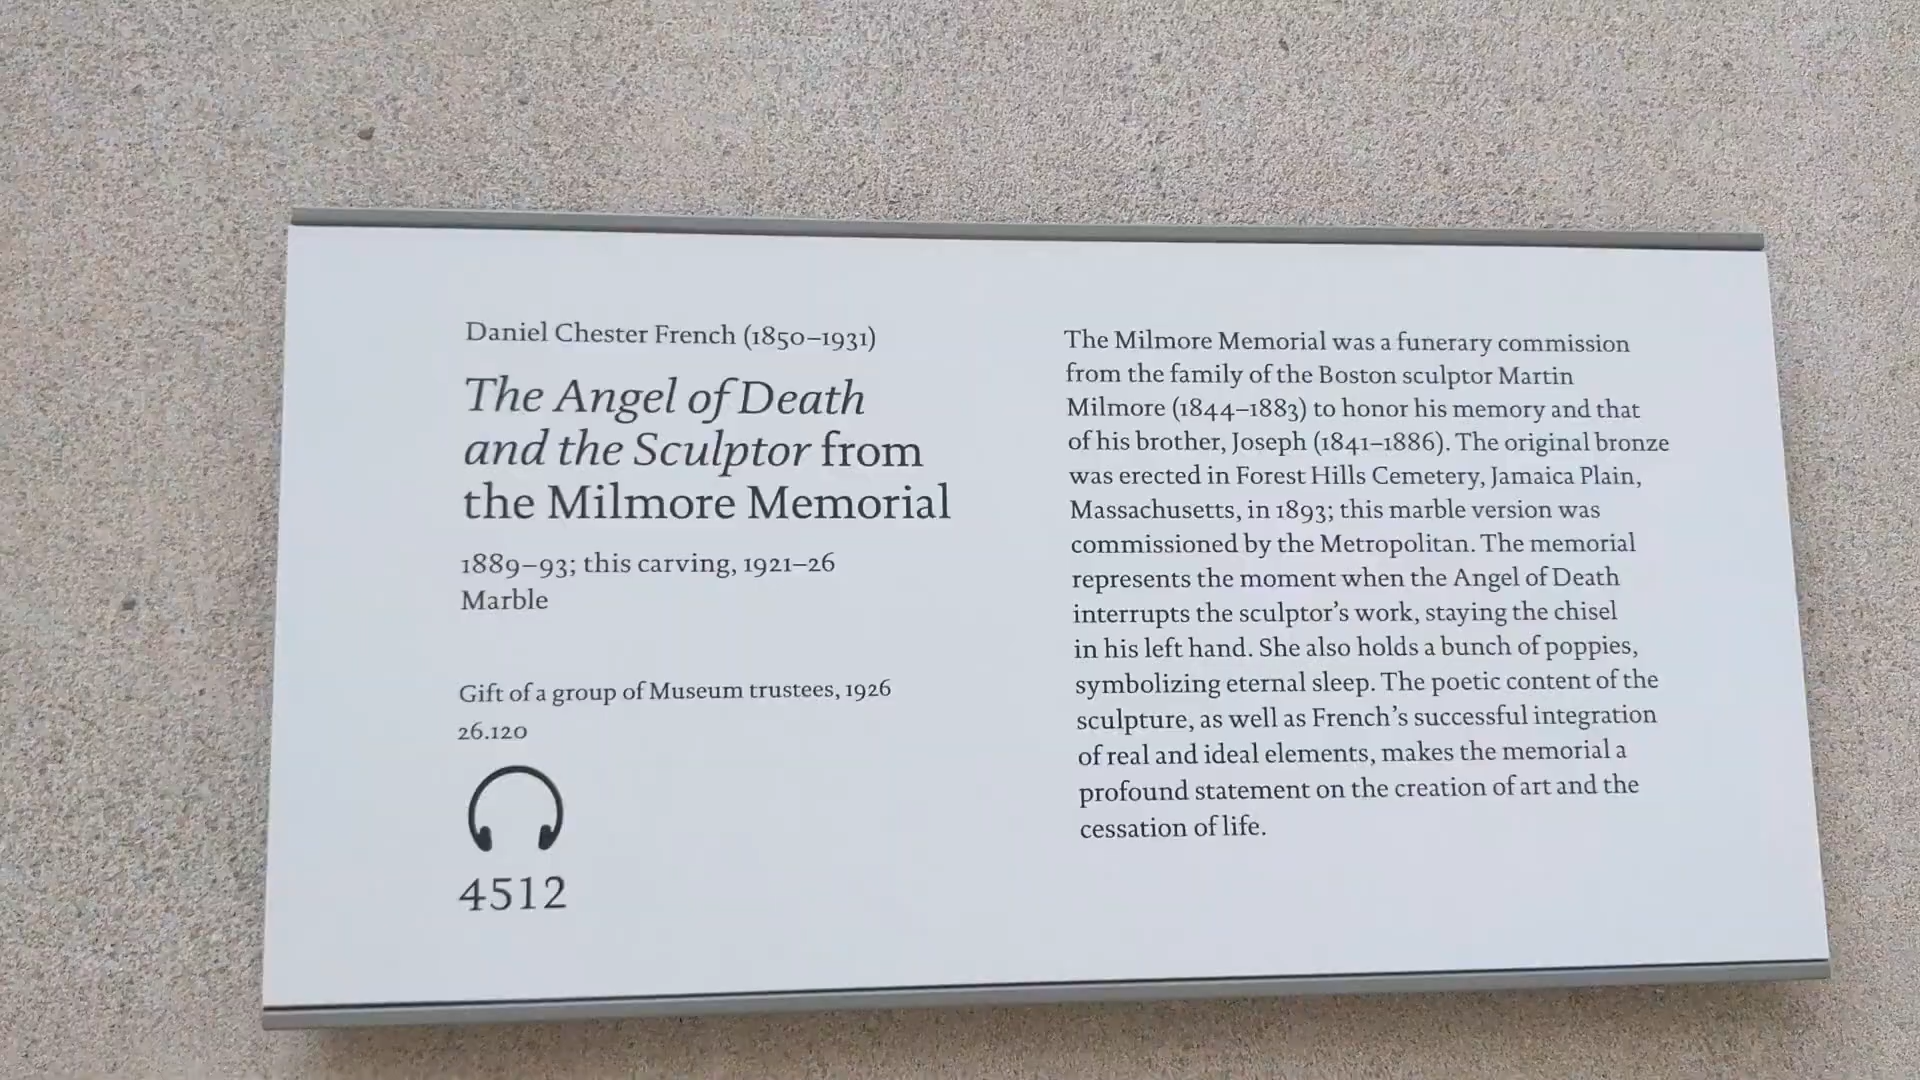 Daniel Chester French (1850–1931)
The Angel of Death
and the Sculptor from
the Milmore Memorial
1889–93; this carving, 1921–26
Marble
Gift of a group of Museum trustees, 1926
26.120
4512
The Milmore Memorial was a funerary commission
from the family of the Boston sculptor Martin
Milmore (1844–1883) to honor his memory and that
of his brother, Joseph (1841–1886). The original bronze
was erected in Forest Hills Cemetery, Jamaica Plain,
Massachusetts, in 1893; this marble version was
commissioned by the Metropolitan. The memorial
represents the moment when the Angel of Death
interrupts the sculptor’s work, staying the chisel
in his left hand. She also holds a bunch of poppies,
symbolizing eternal sleep. The poetic content of the
sculpture, as well as French’s successful integration
of real and ideal elements, makes the memorial a
profound statement on the creation of art and the
cessation of life.